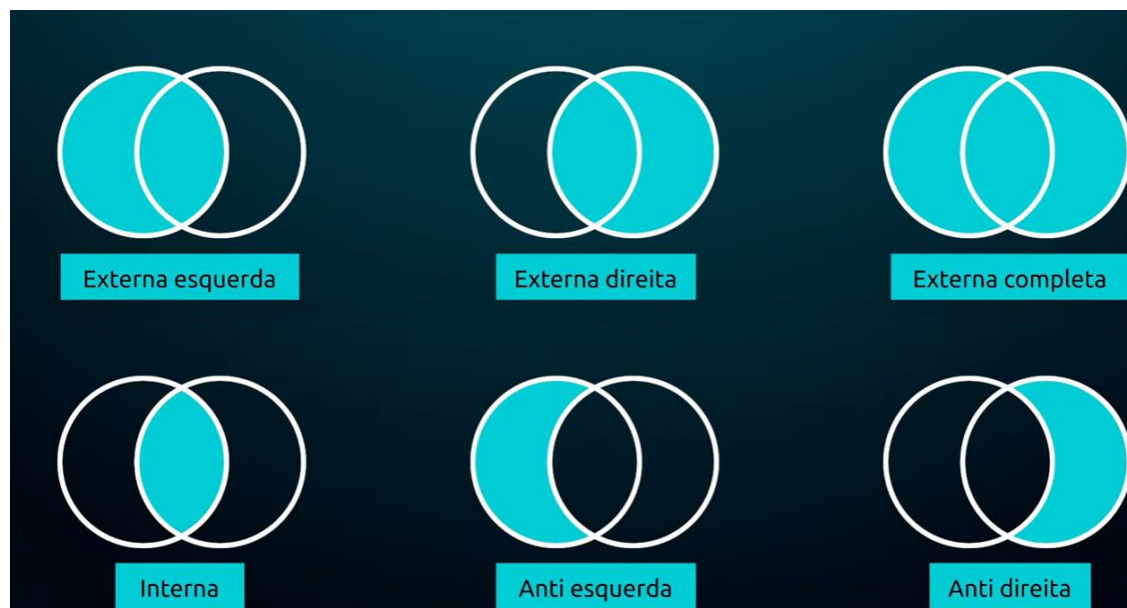 Externa esquerda
Externa direita
Externa completa
Interna
Anti esquerda
Anti direita